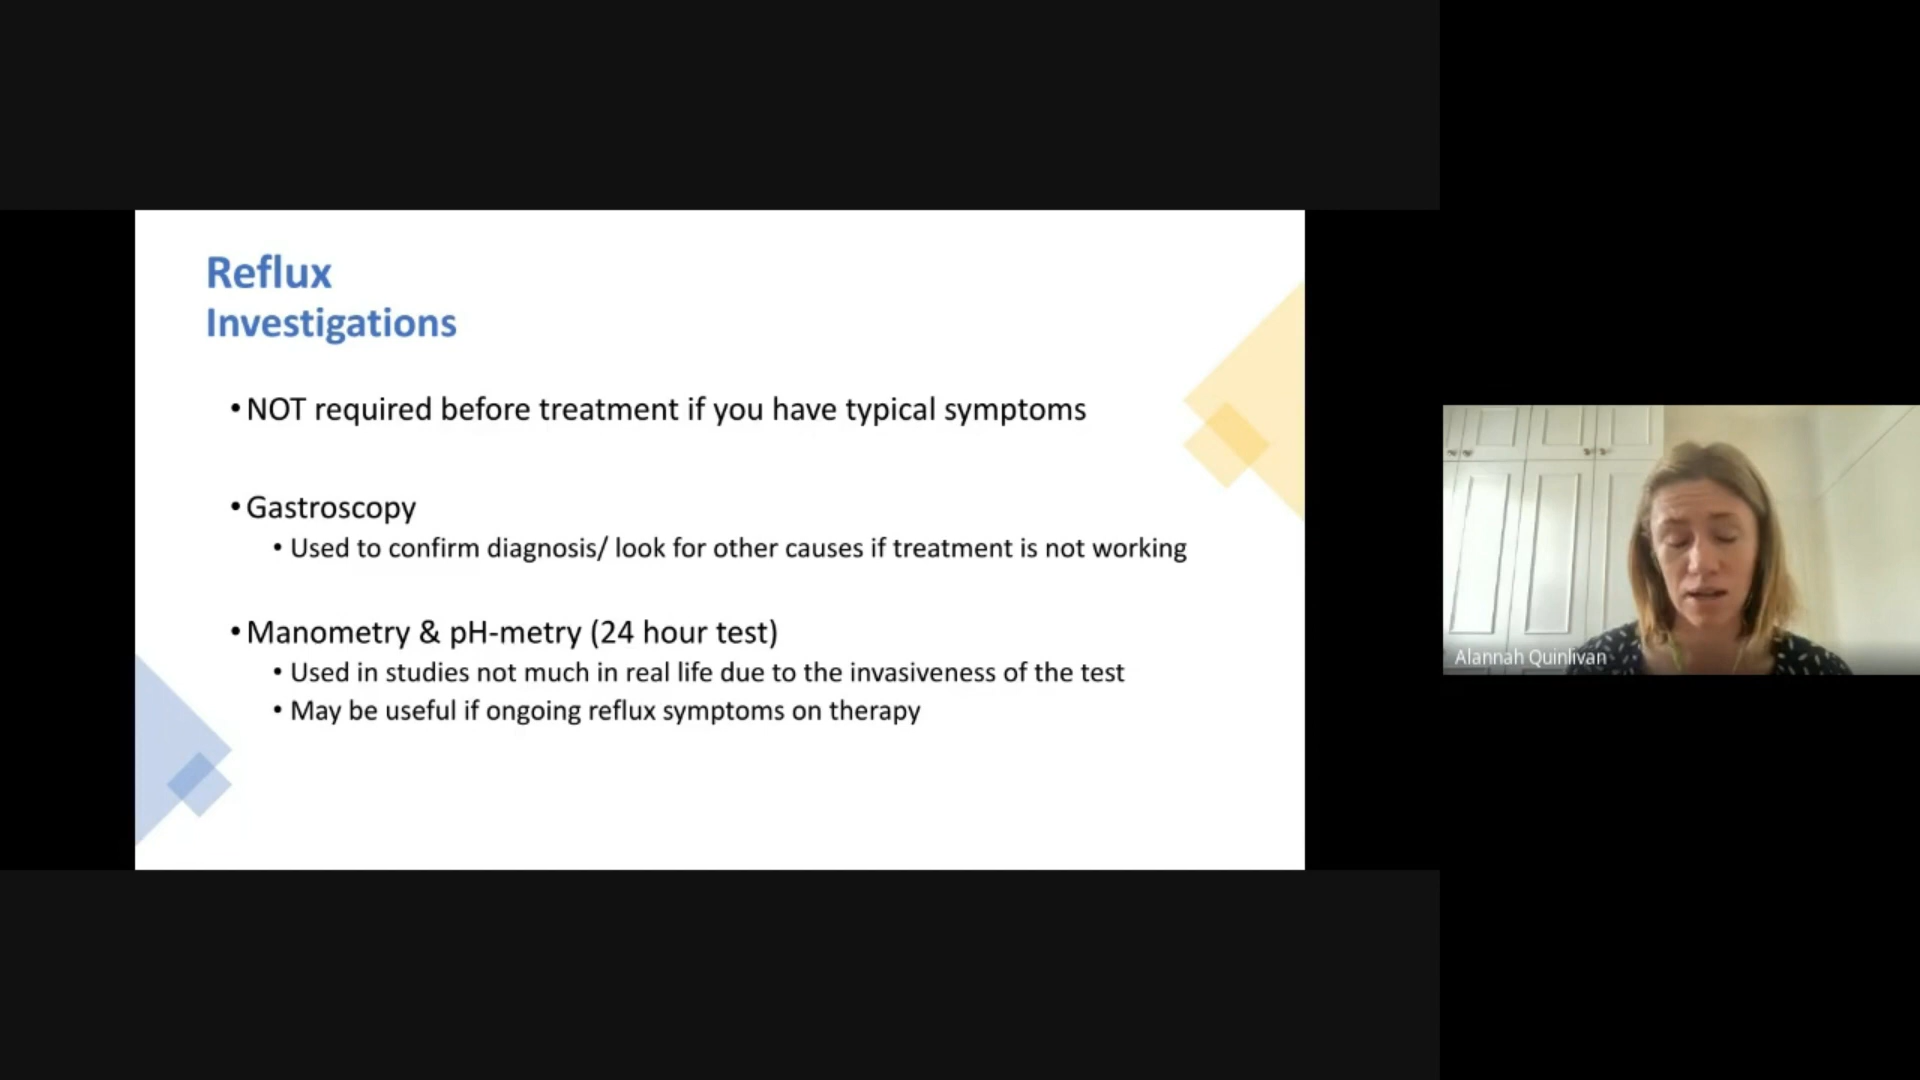 Reflux
Investigations
• NOT required before treatment if you have typical symptoms
• Gastroscopy
• Used to confirm diagnosis/ look for other causes if treatment is not working
• Manometry & pH-metry (24 hour test)
• Used in studies not much in real life due to the invasiveness of the test
• May be useful if ongoing reflux symptoms on therapy
Alannah Quinlivan